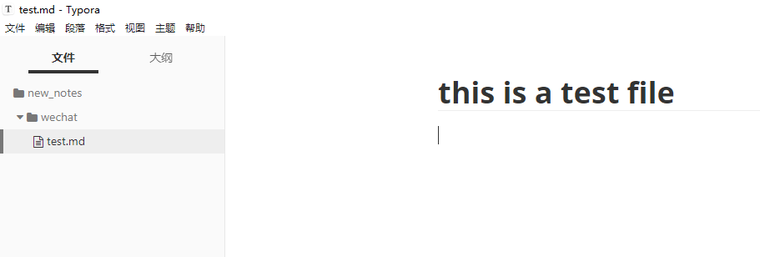 T test.md - Typora
文件 编辑 段落 格式 视图 主题 帮助
文件 大纲
new_notes
wechat
test.md
this is a test file